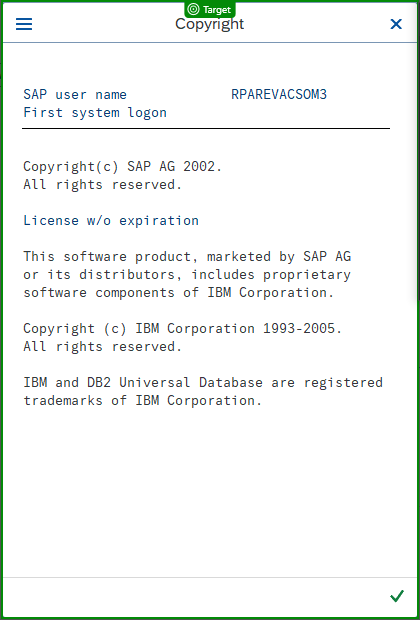 Target
Copyright
SAP user name RPAREVACSOM3
First system logon
Copyright(c) SAP AG 2002.
All rights reserved.
License w/o expiration
This software product, marketed by SAP AG
or its distributors, includes proprietary
software components of IBM Corporation.
Copyright (c) IBM Corporation 1993-2005.
All rights reserved.
IBM and DB2 Universal Database are registered
trademarks of IBM Corporation.